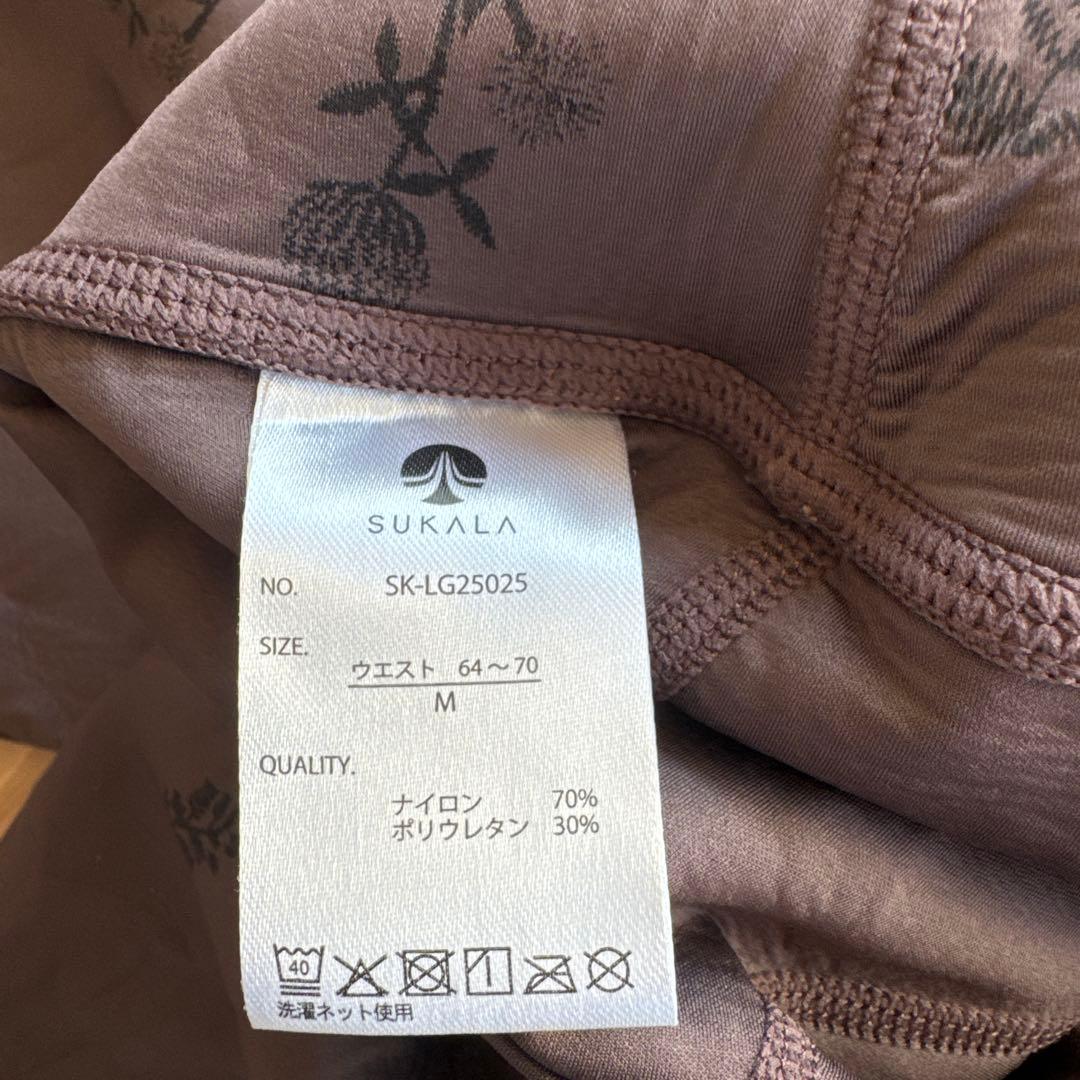 SUKALA
NO. SK-LG25025
SIZE.
ウエスト 64～70
M
QUALITY.
ナイロン 70%
ポリウレタン 30%
40
洗濯ネット使用